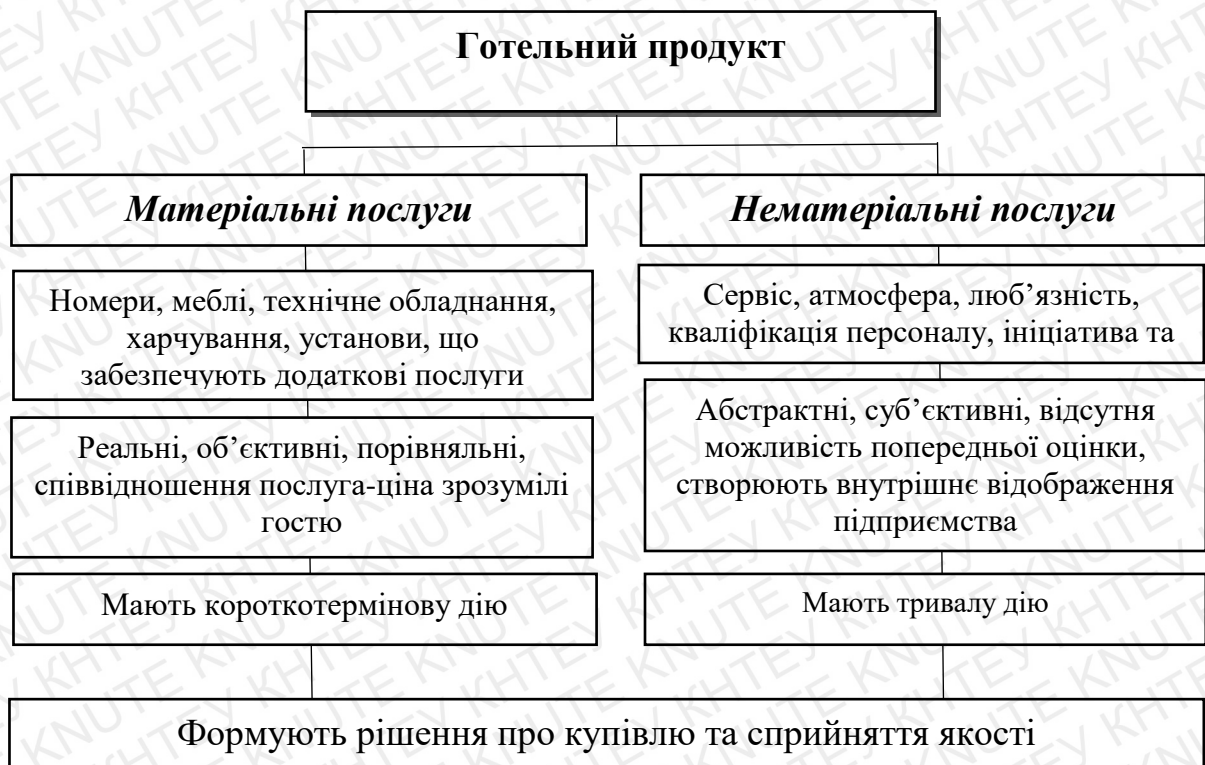 Готельний продукт
Матеріальні послуги
Номери, меблі, технічне обладнання,
харчування, установи, що
забезпечують додаткові послуги
Реальні, об’єктивні, порівняльні,
співвідношення послуга-ціна зрозумілі
гостю
Мають короткотермінову дію
Нематеріальні послуги
Сервіс, атмосфера, люб’язність,
кваліфікація персоналу, ініціатива та
Абстрактні, суб’єктивні, відсутня
можливість попередньої оцінки,
створюють внутрішнє відображення
підприємства
Мають тривалу дію
Формують рішення про купівлю та сприйняття якості